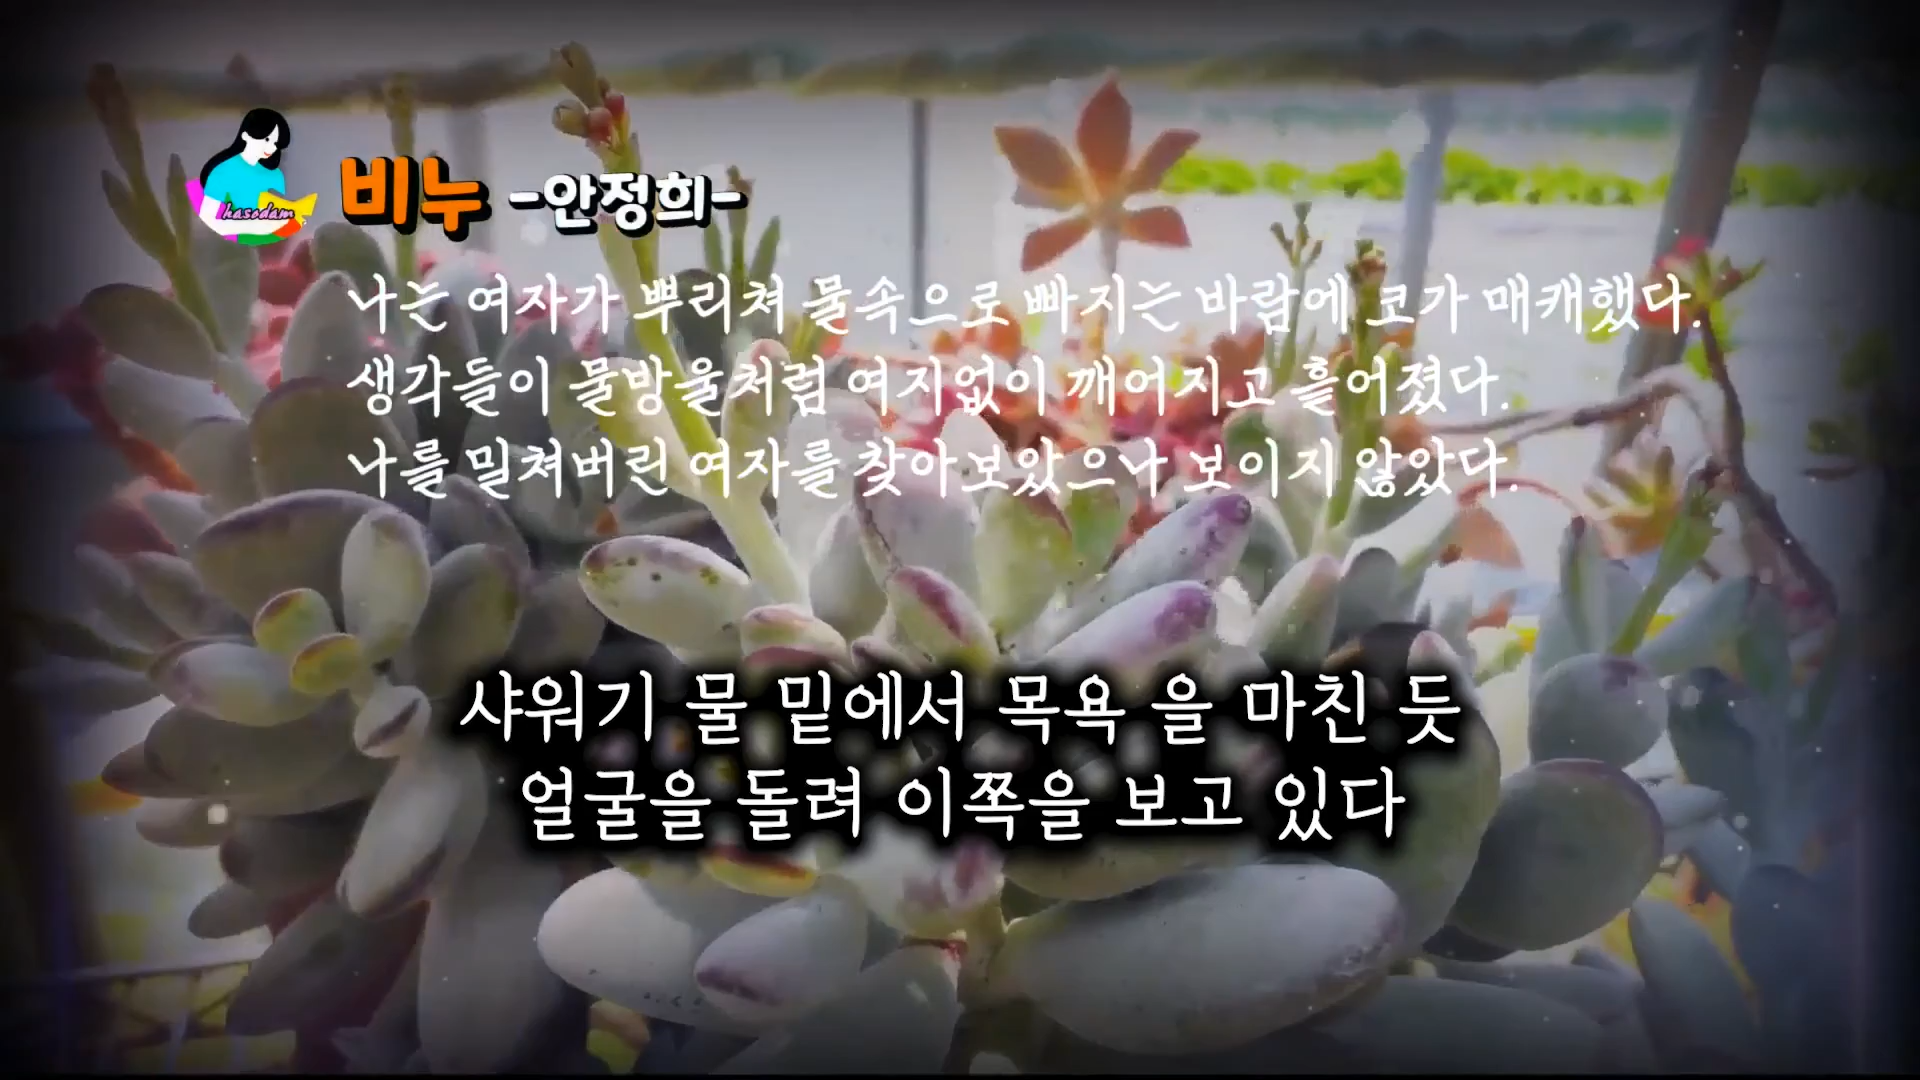 hasodam
비누 -안정희-
나는 여자가 뿌리쳐 물속으로 빠지는 바람에 코가 매캐했다.
생각들이 물방울처럼 여지없이 깨어지고 흩어졌다.
나를 밀쳐버린 여자를 찾아보았으나 보이지 않았다.
샤워기 물 밑에서 목욕 을 마친 듯
얼굴을 돌려 이쪽을 보고 있다